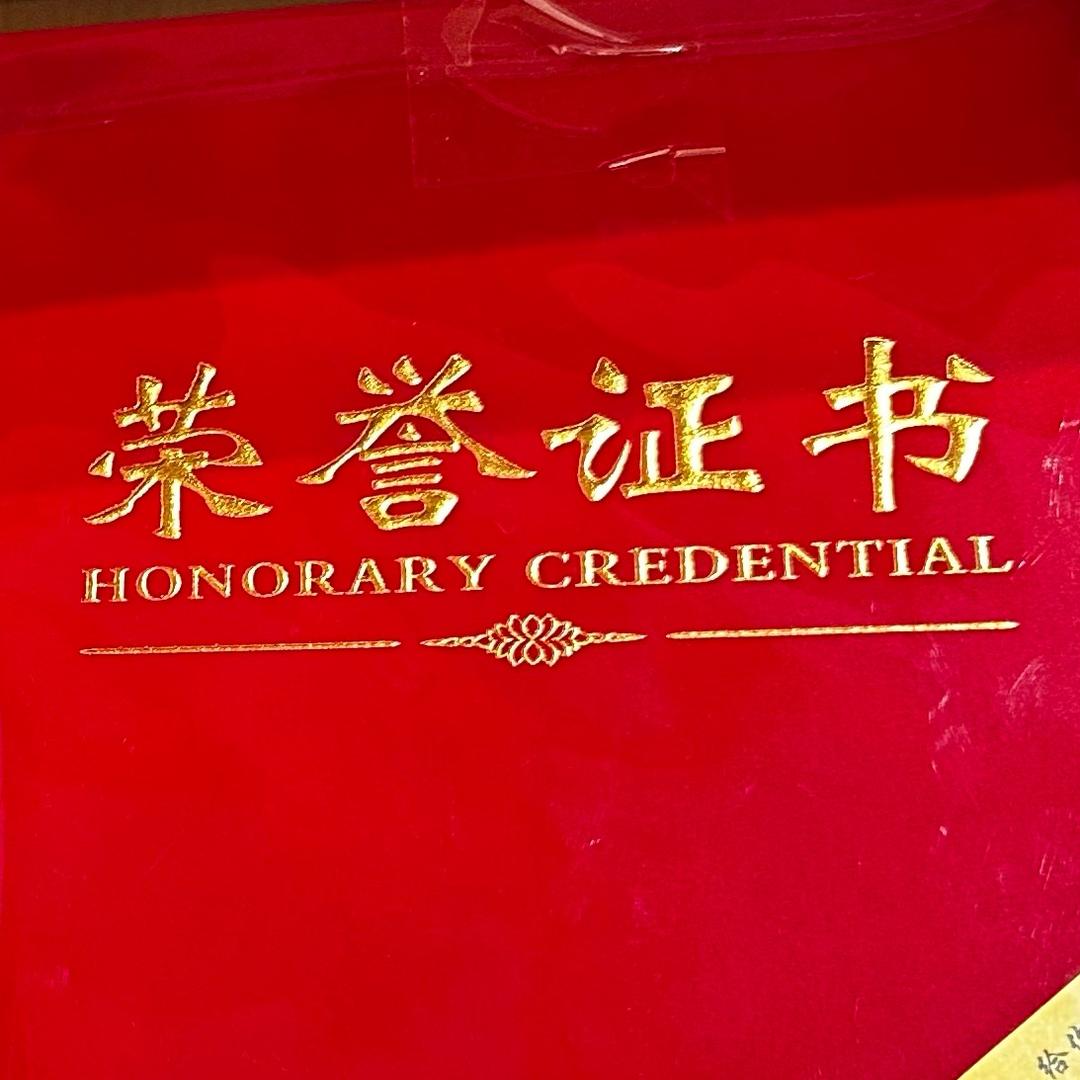 荣誉证书
HONORARY CREDENTIAL